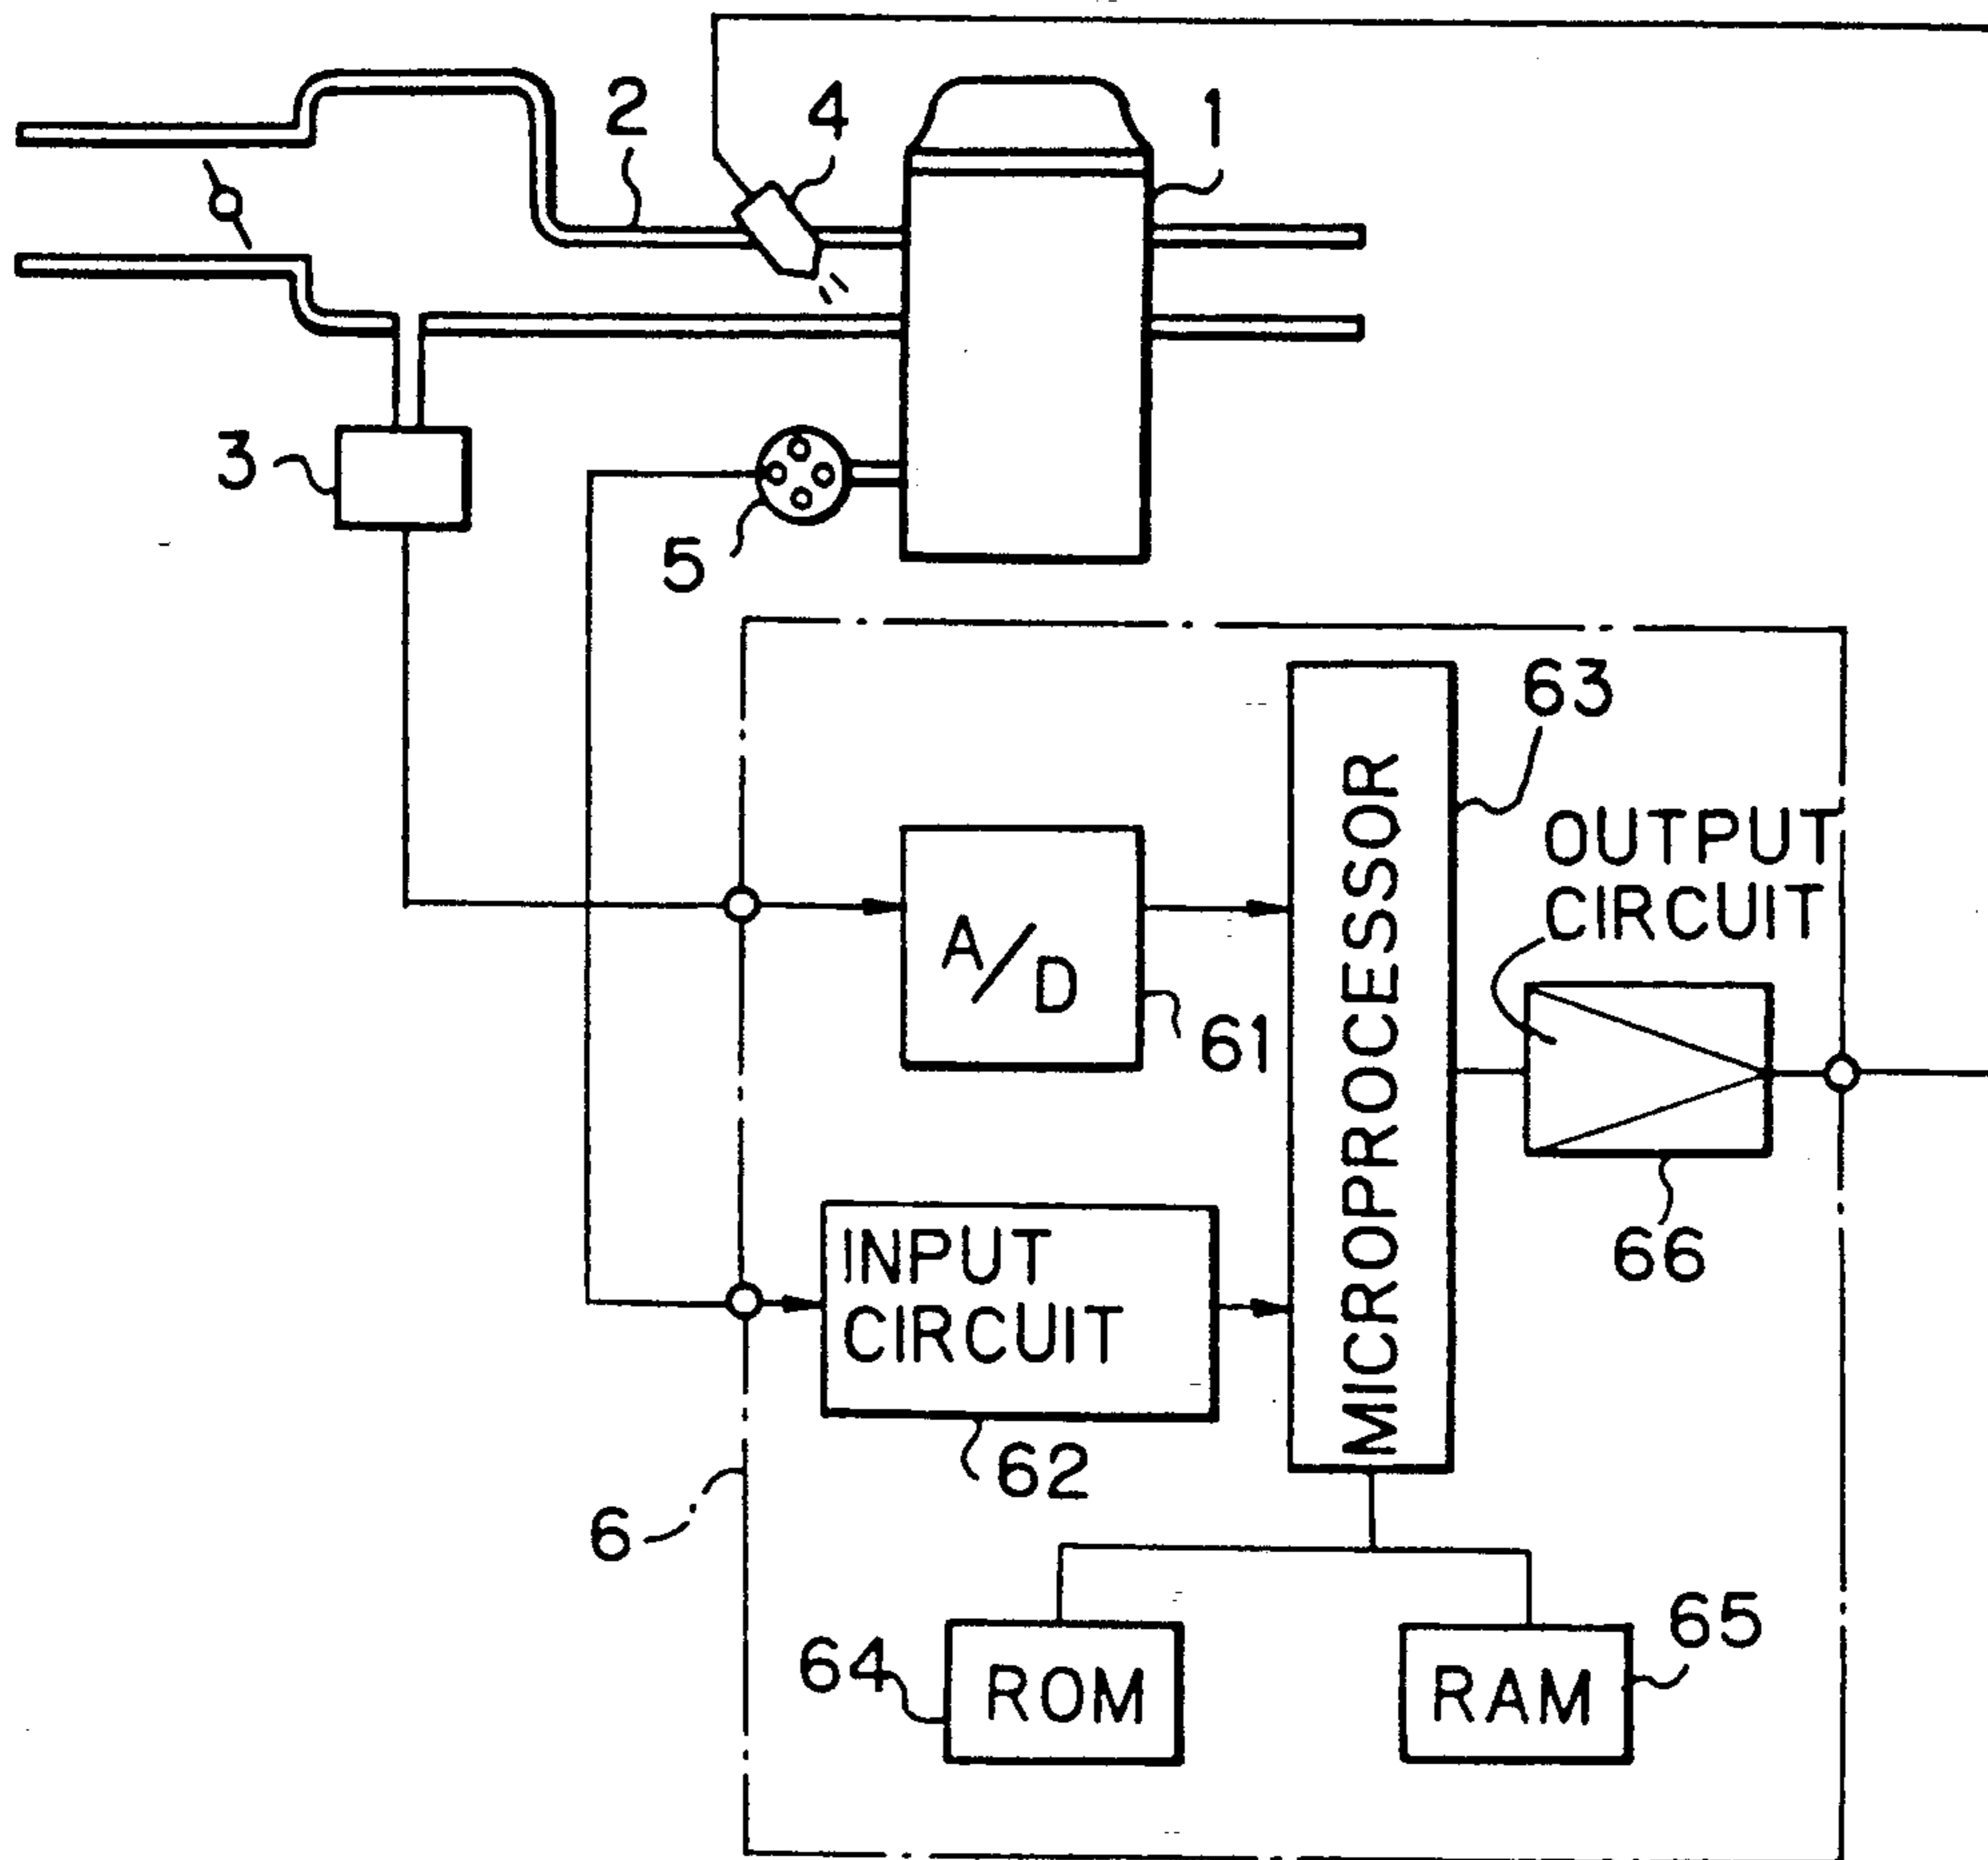 2
4
1
3
5
63
OUTPUT
CIRCUIT
MICROPROCESSOR
A/D
61
66
INPUT
CIRCUIT
62
6
64
ROM
RAM
65